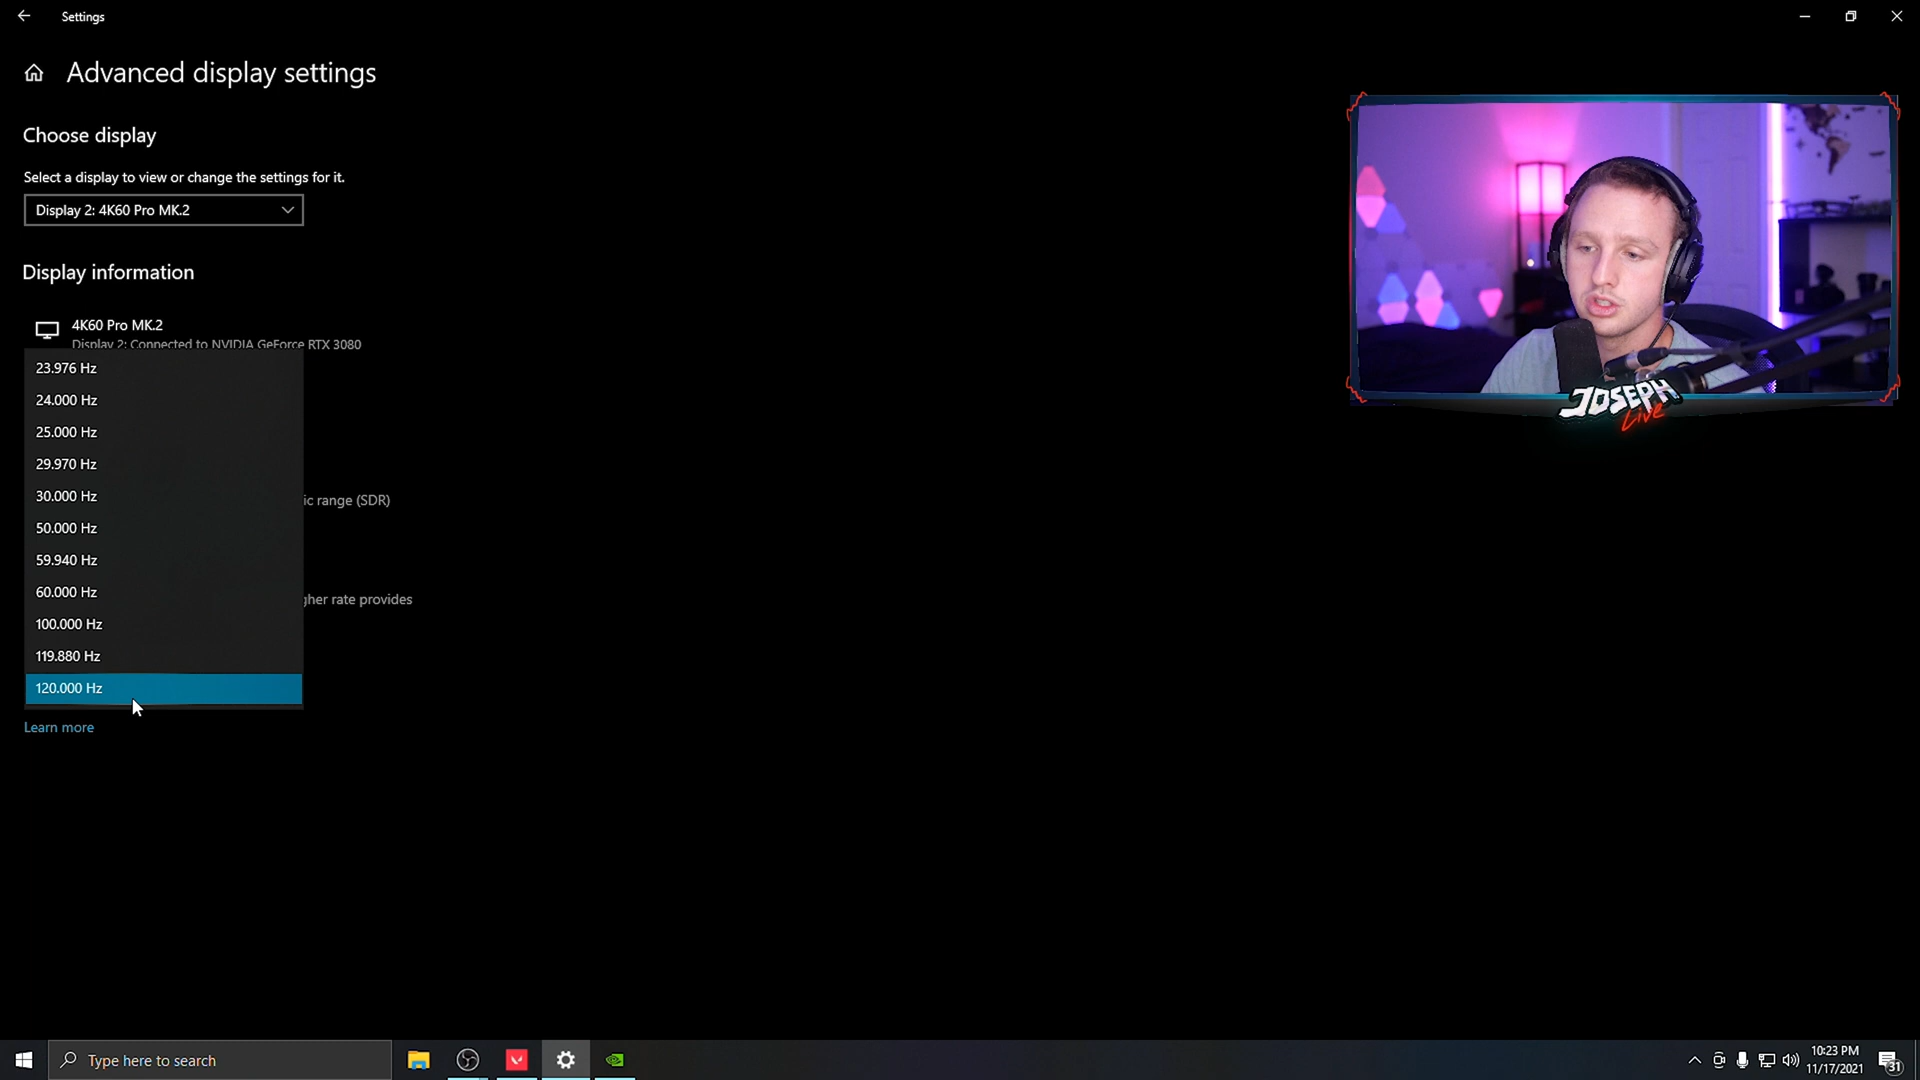 Settings
Advanced display settings
Choose display
Select a display to view or change the settings for it.
Display 2: 4K60 Pro MK.2
Display information
4K60 Pro MK.2
Display 2: Connected to NVIDIA GeForce RTX 3080
23.976 Hz
24.000 Hz
25.000 Hz
29.970 Hz
30.000 Hz
ic range (SDR)
50.000 Hz
59.940 Hz
60.000 Hz
gher rate provides
100.000 Hz
119.880 Hz
120.000 Hz
Learn more
JOSEPH
Live
Type here to search
10:23 PM
11/17/2021
31